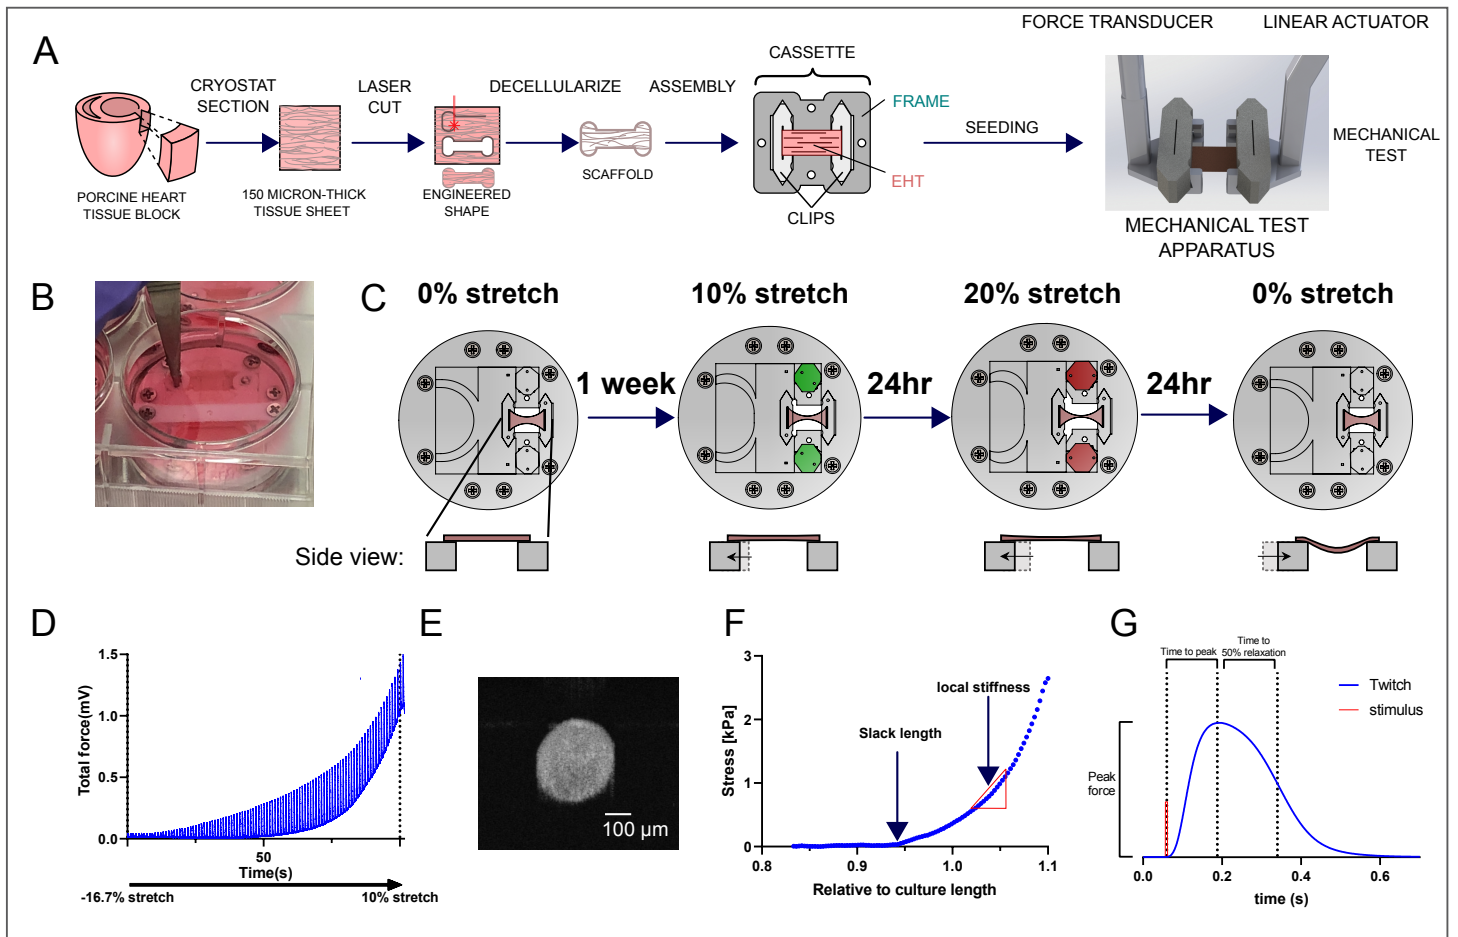 FORCE TRANSDUCER
LINEAR ACTUATOR
A
CRYOSTAT
SECTION
LASER
CUT
DECELLULARIZE
ASSEMBLY
CASSETTE
FRAME
SEEDING
MECHANICAL
TEST
PORCINE HEART
TISSUE BLOCK
150 MICRON-THICK
TISSUE SHEET
ENGINEERED
SHAPE
SCAFFOLD
EHT
CLIPS
MECHANICAL TEST
APPARATUS
B
C
0% stretch
10% stretch
20% stretch
0% stretch
1 week
24hr
24hr
Side view:
D
Total force(mV)
1.5
1.0
0.5
0.0
50
Time(s)
-16.7% stretch
10% stretch
E
100 µm
F
Stress [kPa]
3
2
1
0
local stiffness
Slack length
0.8
0.9
1.0
1.1
Relative to culture length
G
Time to peak
Time to
50% relaxation
Twitch
stimulus
Peak
force
0.0
0.2
0.4
0.6
time (s)